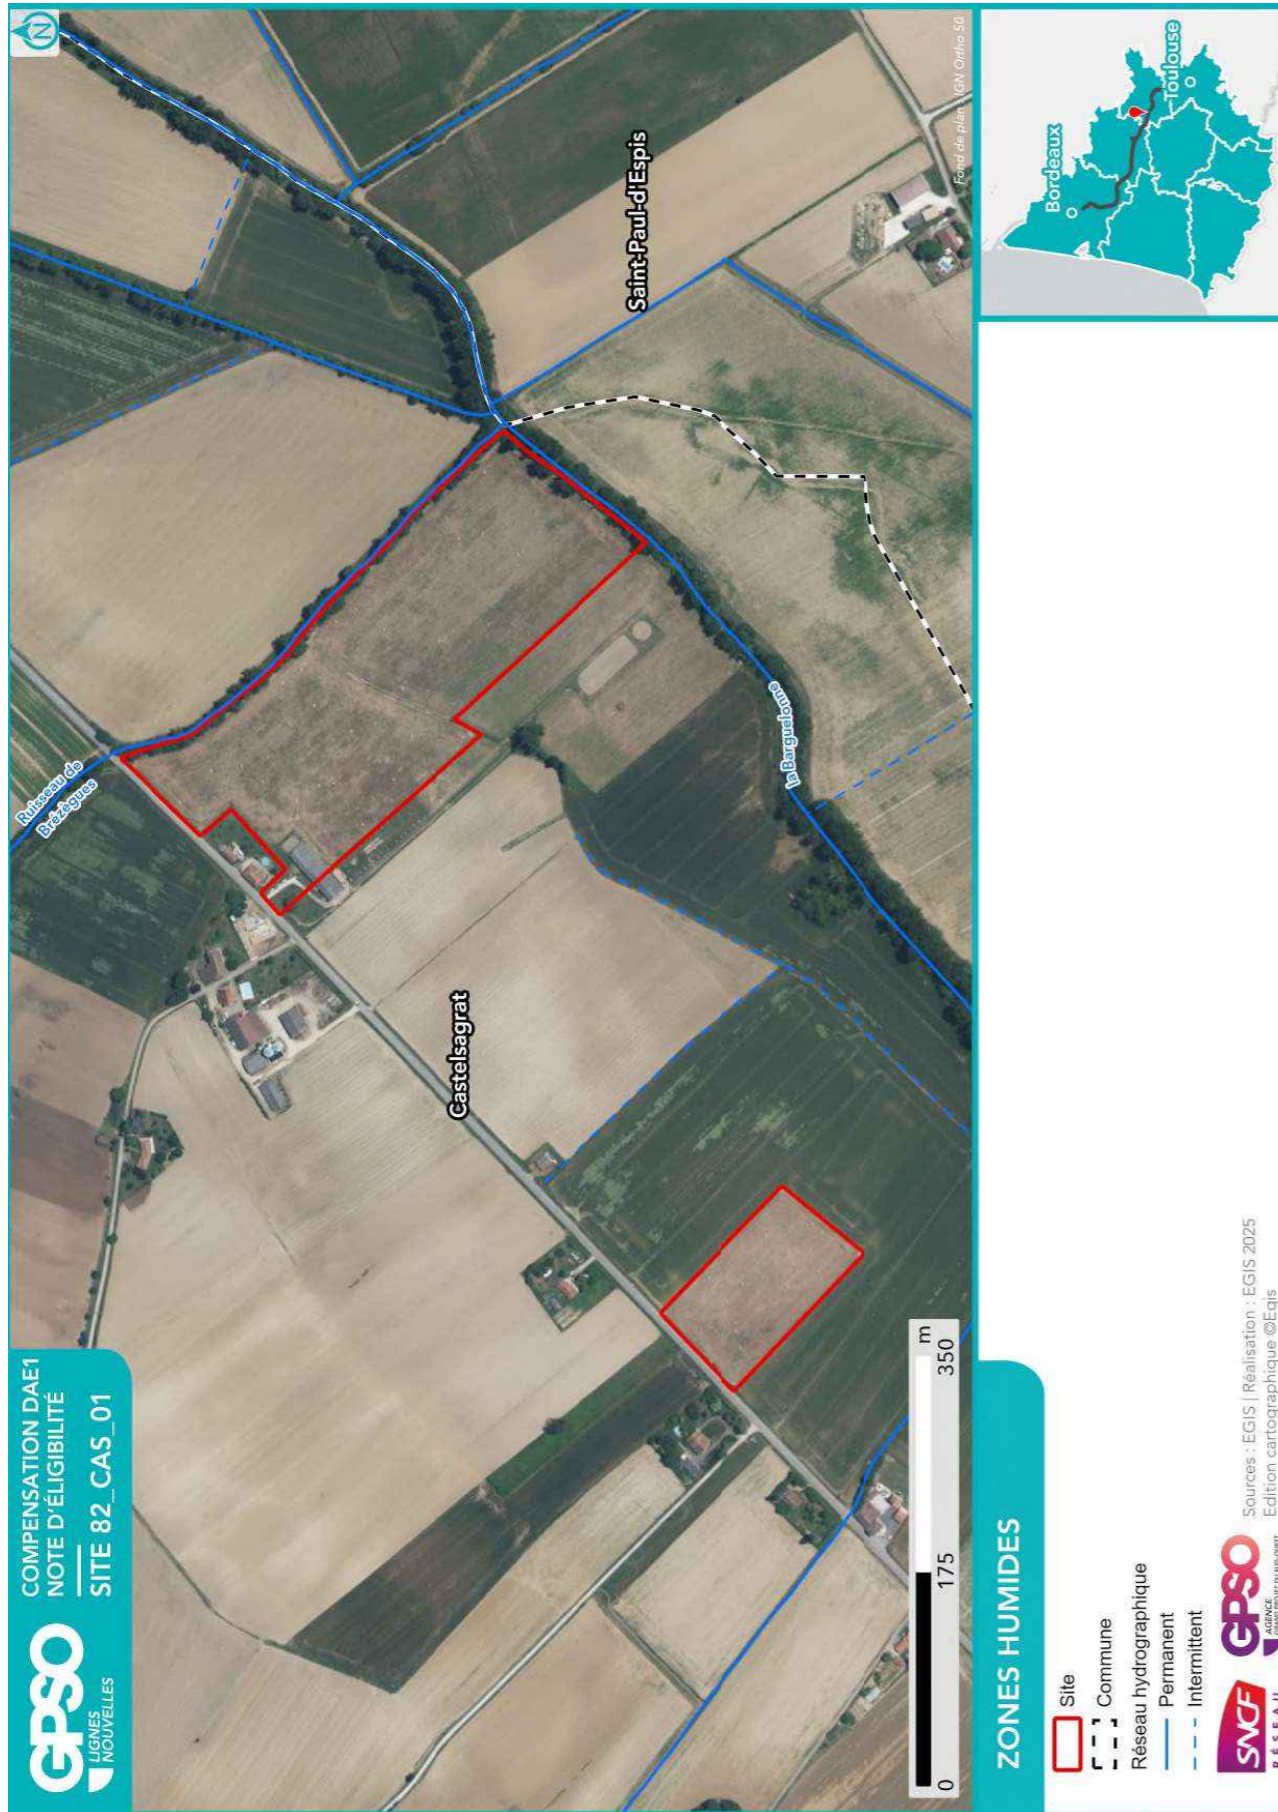 GPSO
LIGNES
NOUVELLES
COMPENSATION DAE1
NOTE D'ÉLIGIBILITÉ
SITE 82_CAS_01
N
Ruisseau de
Brézègues
Castelsagrat
la Barguelonne
Saint-Paul-d'Espis
Fond de plan : IGN Ortho 50
0
175
350
m
ZONES HUMIDES
Site
Commune
Réseau hydrographique
Permanent
Intermittent
SNCF
RÉSEAU
GPSO
AGENCE
Sources : EGIS | Réalisation : EGIS 2025
Edition cartographique ©Egis
Bordeaux
Toulouse